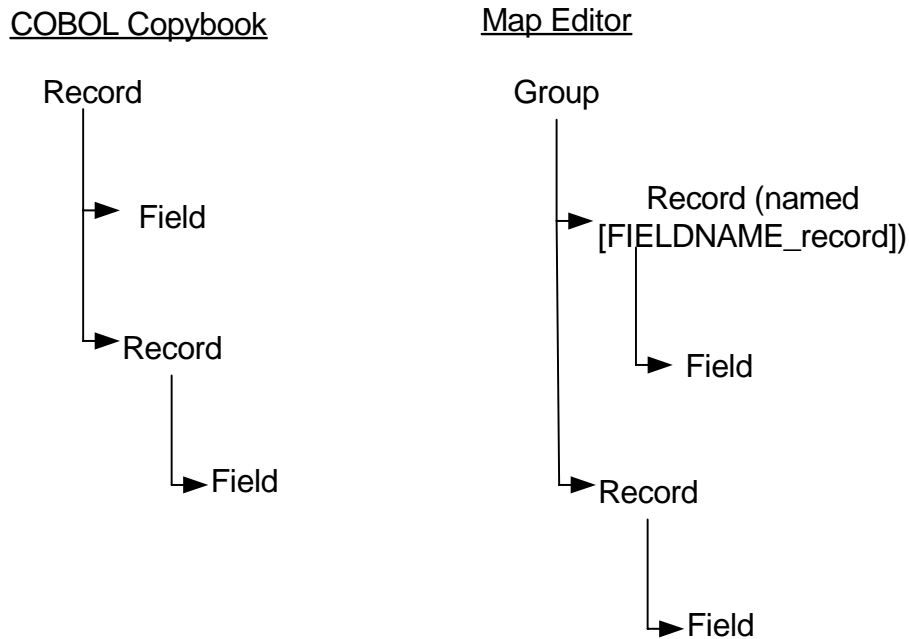 COBOL Copybook
Record
Field
Record
Field
Map Editor
Group
Record (named
[FIELDNAME_record])
Field
Record
Field